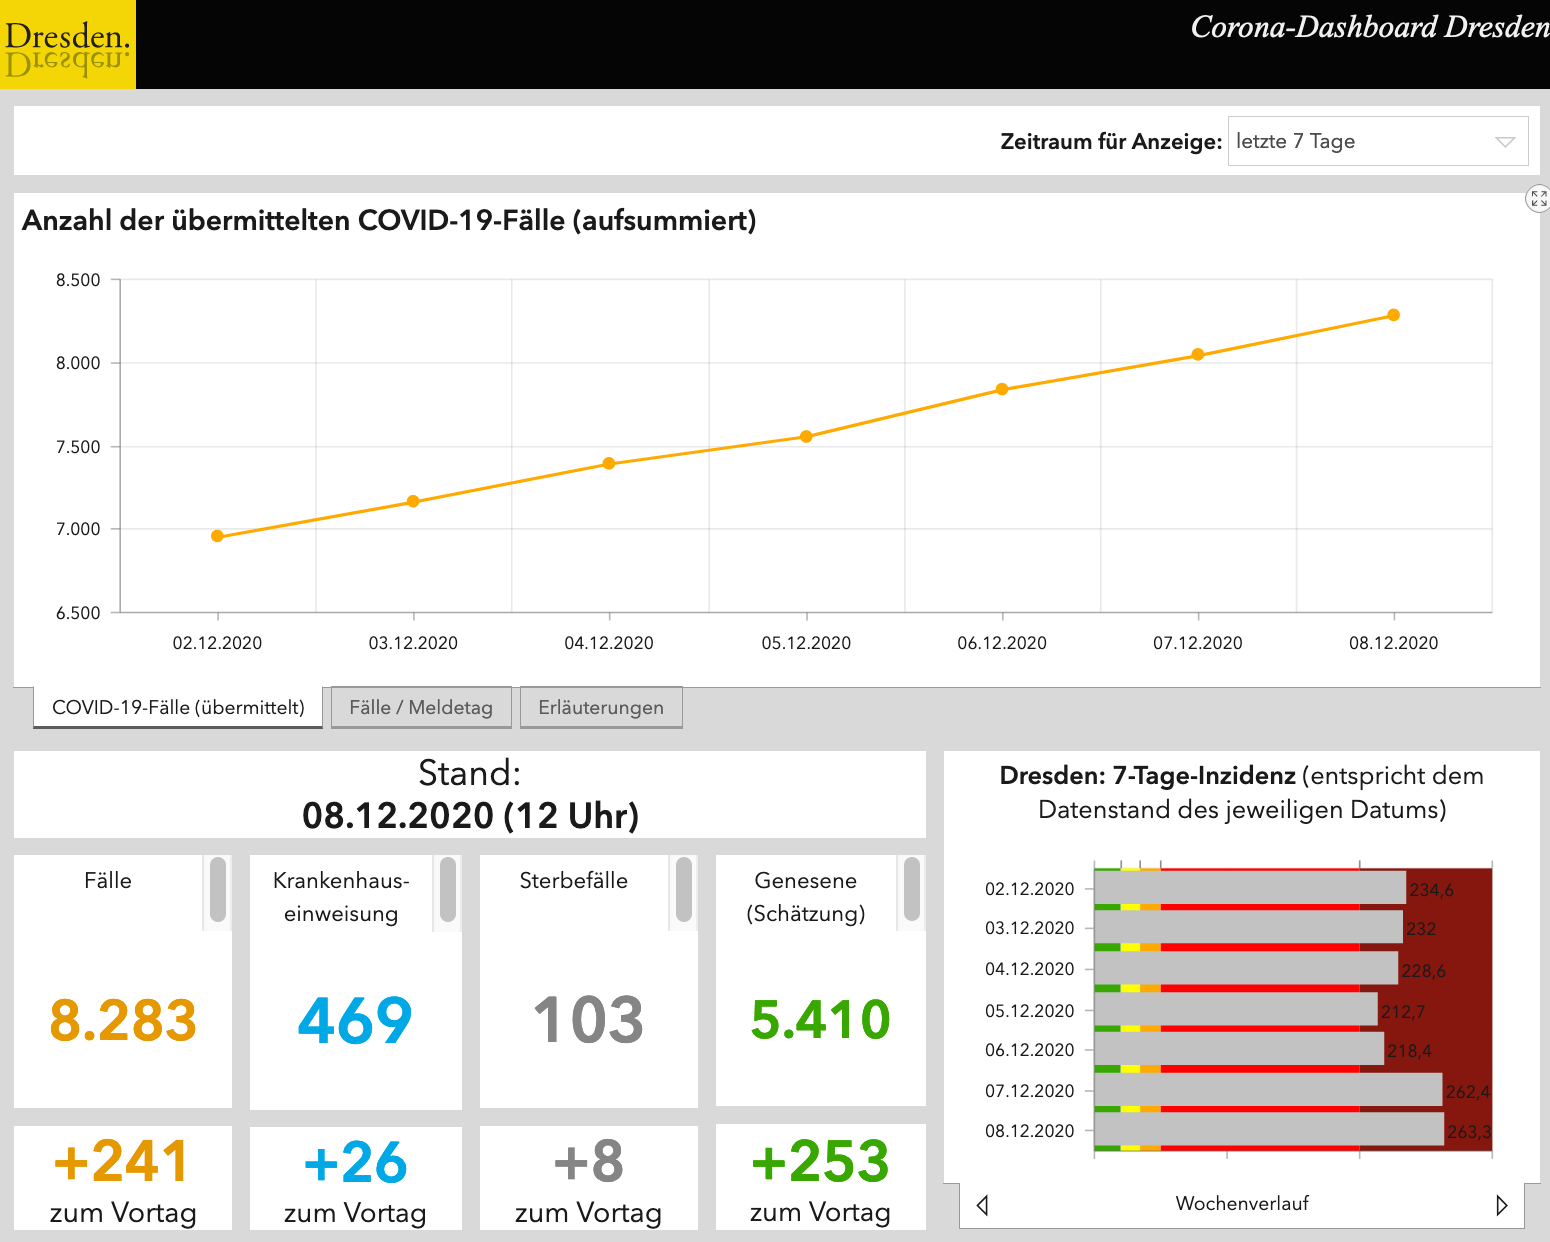 Dresden.
Corona-Dashboard Dresden
Zeitraum für Anzeige: letzte 7 Tage
Anzahl der übermittelten COVID-19-Fälle (aufsummiert)
8.500
8.000
7.500
7.000
6.500
02.12.2020 03.12.2020 04.12.2020 05.12.2020 06.12.2020 07.12.2020 08.12.2020
COVID-19-Fälle (übermittelt) Fälle / Meldetag Erläuterungen
Stand:
08.12.2020 (12 Uhr)
Fälle
8.283
+241
zum Vortag
Krankenhaus-
einweisung
469
+26
zum Vortag
Sterbefälle
103
+8
zum Vortag
Genesene
(Schätzung)
5.410
+253
zum Vortag
Dresden: 7-Tage-Inzidenz (entspricht dem
Datenstand des jeweiligen Datums)
02.12.2020 234,6
03.12.2020 232
04.12.2020 228,6
05.12.2020 212,7
06.12.2020 218,4
07.12.2020 262,4
08.12.2020 263,3
Wochenverlauf